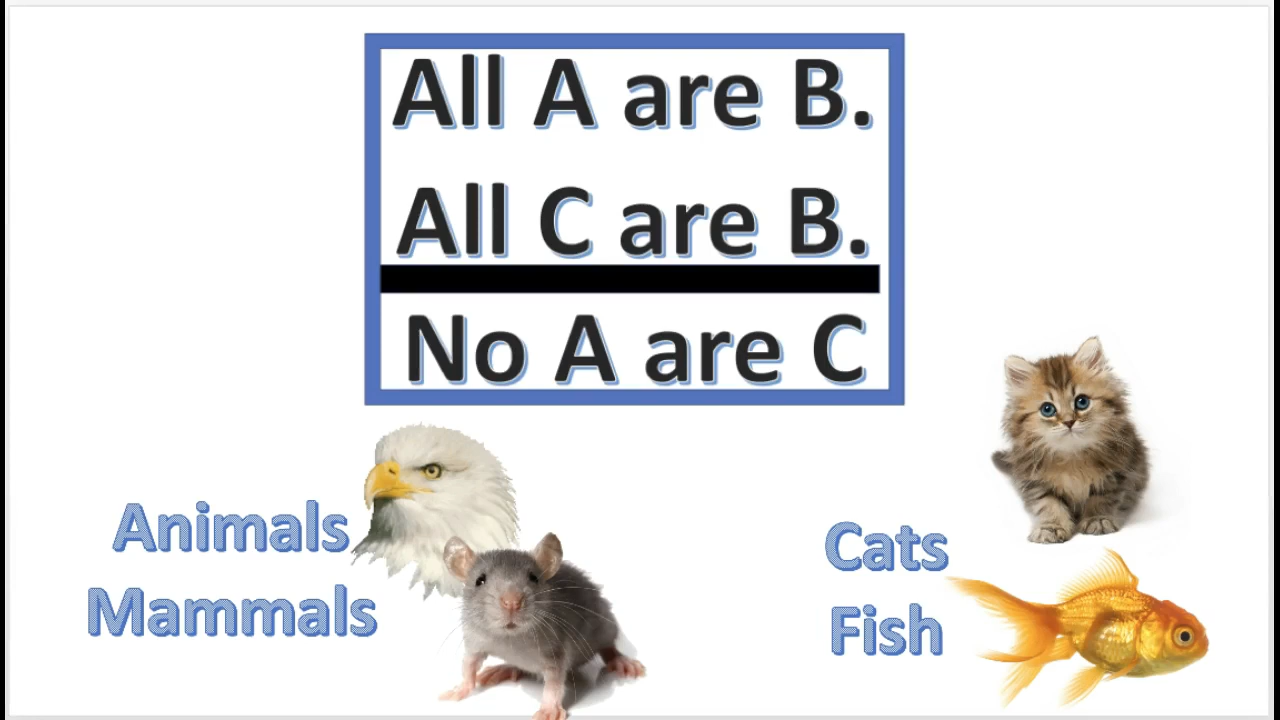 All A are B.
All C are B.
No A are C
Animals
Mammals
Cats
Fish